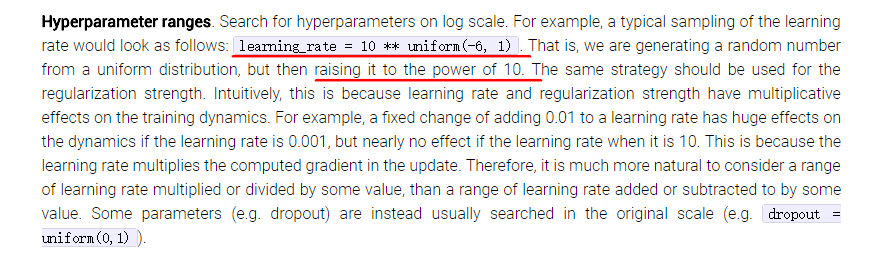 Hyperparameter ranges. Search for hyperparameters on log scale. For example, a typical sampling of the learning
rate would look as follows: learning_rate = 10 ** uniform(-6, 1) . That is, we are generating a random number
from a uniform distribution, but then raising it to the power of 10. The same strategy should be used for the
regularization strength. Intuitively, this is because learning rate and regularization strength have multiplicative
effects on the training dynamics. For example, a fixed change of adding 0.01 to a learning rate has huge effects on
the dynamics if the learning rate is 0.001, but nearly no effect if the learning rate when it is 10. This is because the
learning rate multiplies the computed gradient in the update. Therefore, it is much more natural to consider a range
of learning rate multiplied or divided by some value, than a range of learning rate added or subtracted to by some
value. Some parameters (e.g. dropout) are instead usually searched in the original scale (e.g. dropout =
uniform(0,1) ).